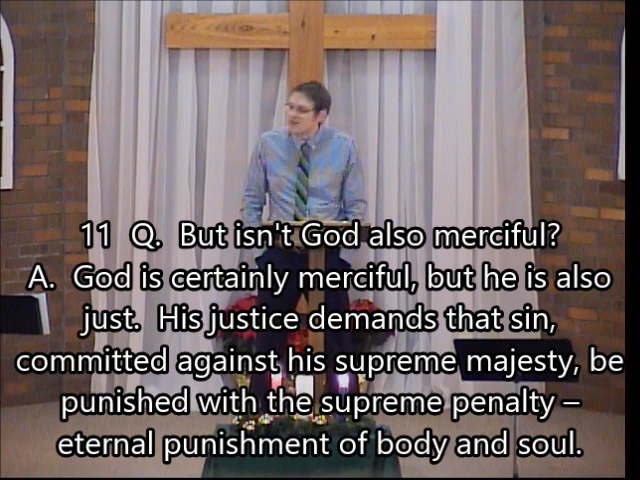 11 Q. But isn't God also merciful?
A. God is certainly merciful, but he is also
just. His justice demands that sin,
committed against his supreme majesty, be
punished with the supreme penalty –
eternal punishment of body and soul.